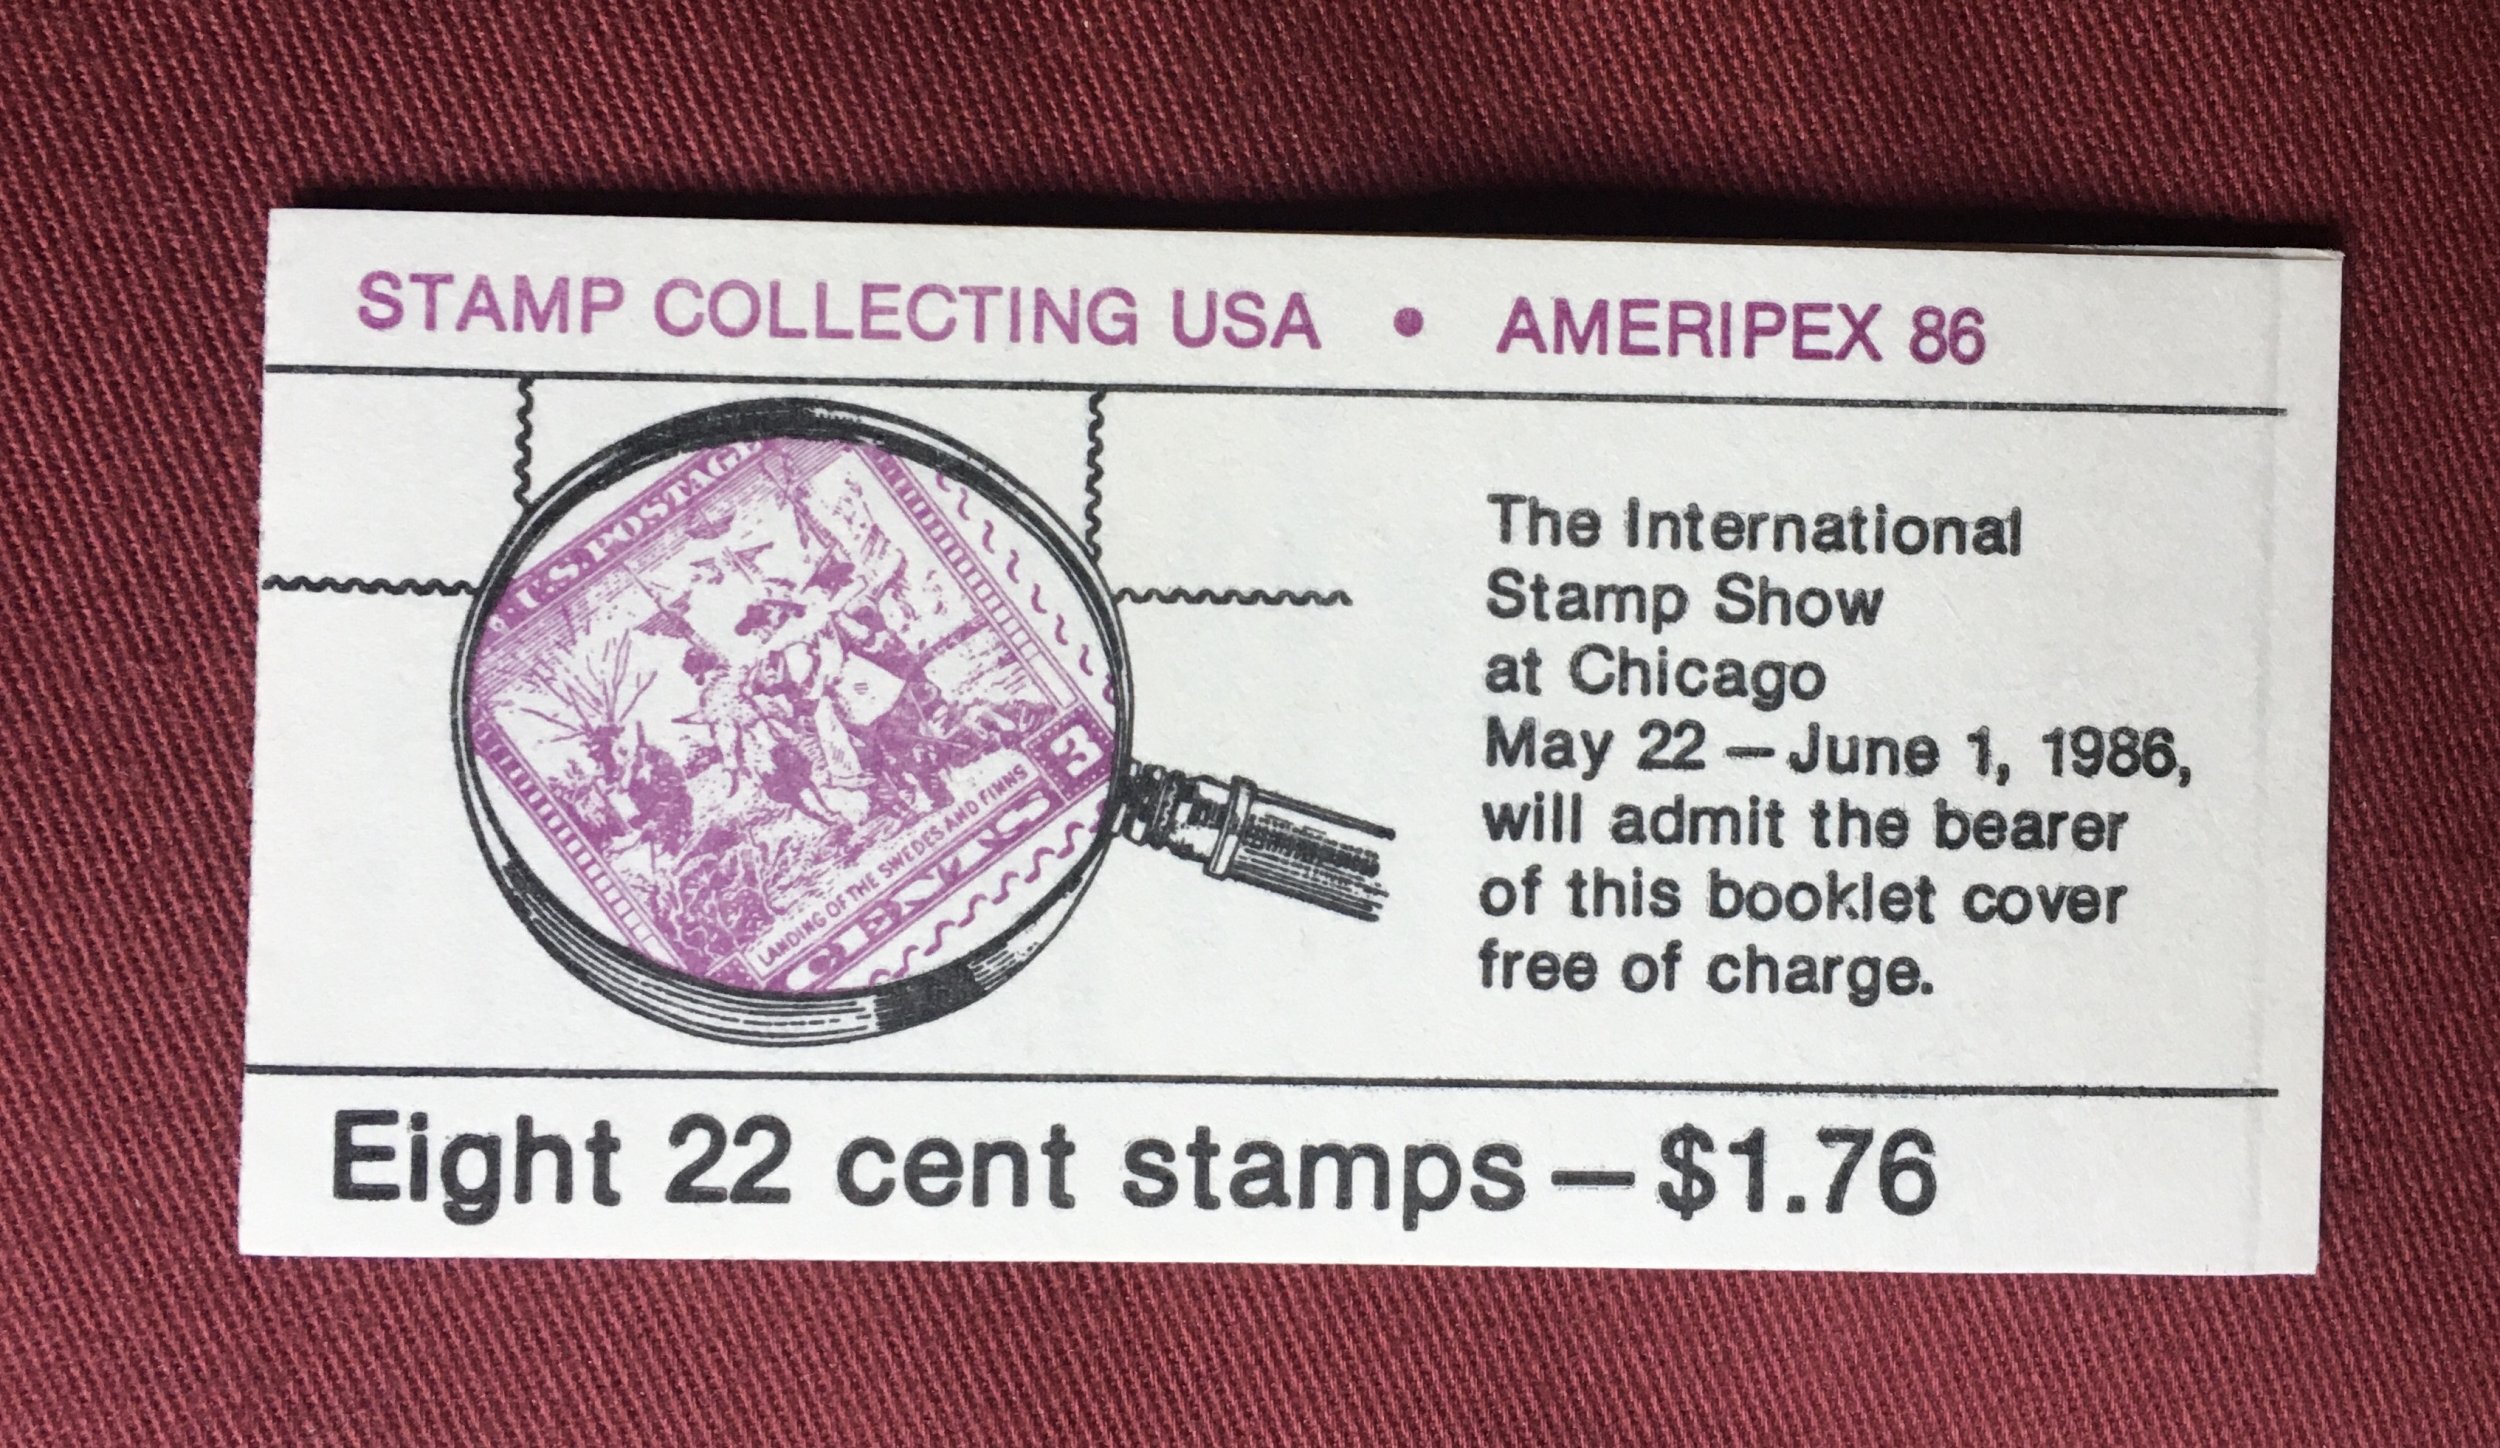 STAMP COLLECTING USA • AMERIPEX 86
U.S. POSTAGE
3
LANDING OF THE SWEDES AND FINNS
CENTS
The International
Stamp Show
at Chicago
May 22 – June 1, 1986,
will admit the bearer
of this booklet cover
free of charge.
Eight 22 cent stamps – $1.76